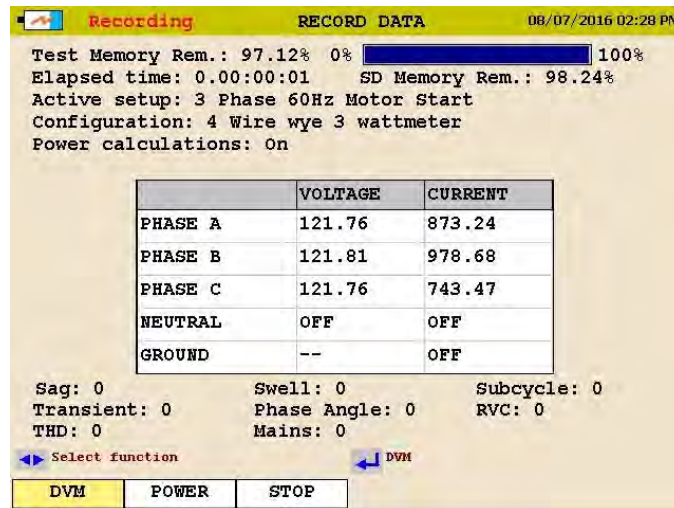 Recording RECORD DATA 08/07/2016 02:28 PM
Test Memory Rem.: 97.12% 0% 100%
Elapsed time: 0.00:00:01 SD Memory Rem.: 98.24%
Active setup: 3 Phase 60Hz Motor Start
Configuration: 4 Wire wye 3 wattmeter
Power calculations: On
VOLTAGE CURRENT
PHASE A 121.76 873.24
PHASE B 121.81 978.68
PHASE C 121.76 743.47
NEUTRAL OFF OFF
GROUND -- OFF
Sag: 0 Swell: 0 Subcycle: 0
Transient: 0 Phase Angle: 0 RVC: 0
THD: 0 Mains: 0
Select function DVM
DVM POWER STOP